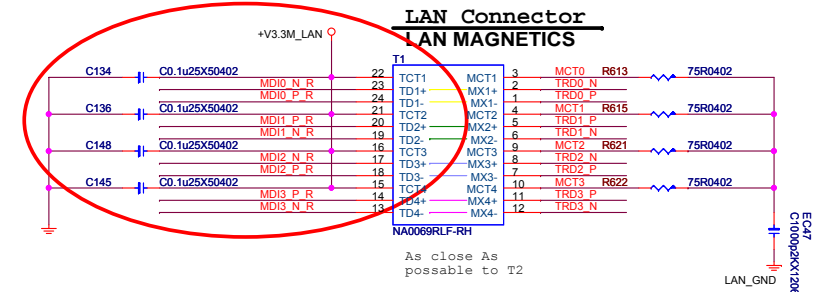 LAN Connector
+V3.3M_LAN
LAN MAGNETICS
T1
C134 C0.1u25X50402 22 TCT1 MCT1 3 MCT0 R613 75R0402
MDI0_N_R 23 TD1+ MX1+ 2 TRD0_N
MDI0_P_R 24 TD1- MX1- 1 TRD0_P
C136 C0.1u25X50402 21 TCT2 MCT2 4 MCT1 R615 75R0402
MDI1_P_R 20 TD2+ MX2+ 5 TRD1_P
MDI1_N_R 19 TD2- MX2- 6 TRD1_N
C148 C0.1u25X50402 16 TCT3 MCT3 9 MCT2 R621 75R0402
MDI2_N_R 17 TD3+ MX3+ 8 TRD2_N
MDI2_P_R 18 TD3- MX3- 7 TRD2_P
C145 C0.1u25X50402 15 TCT4 MCT4 10 MCT3 R622 75R0402
MDI3_P_R 14 TD4+ MX4+ 11 TRD3_P
MDI3_N_R 13 TD4- MX4- 12 TRD3_N
NA0069RLF-RH
As close As
possable to T2
EC47
C1000p2KX1206
LAN_GND